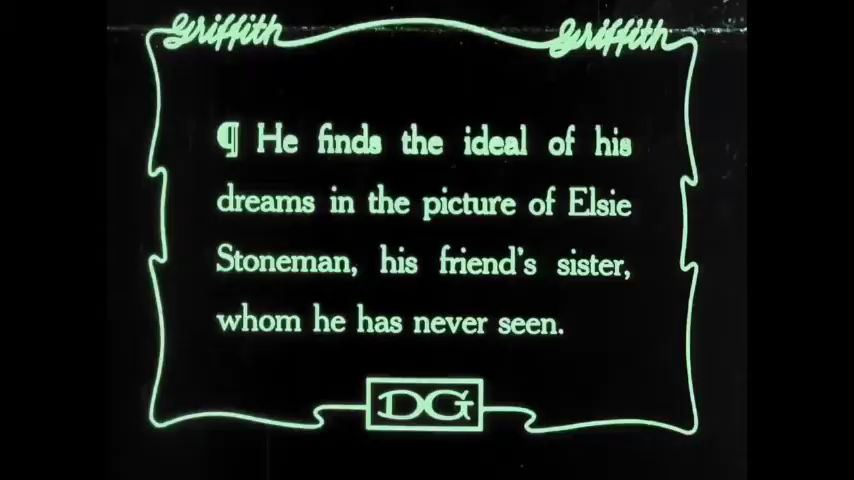 Griffith Griffith
¶ He finds the ideal of his
dreams in the picture of Elsie
Stoneman, his friend's sister,
whom he has never seen.
DG